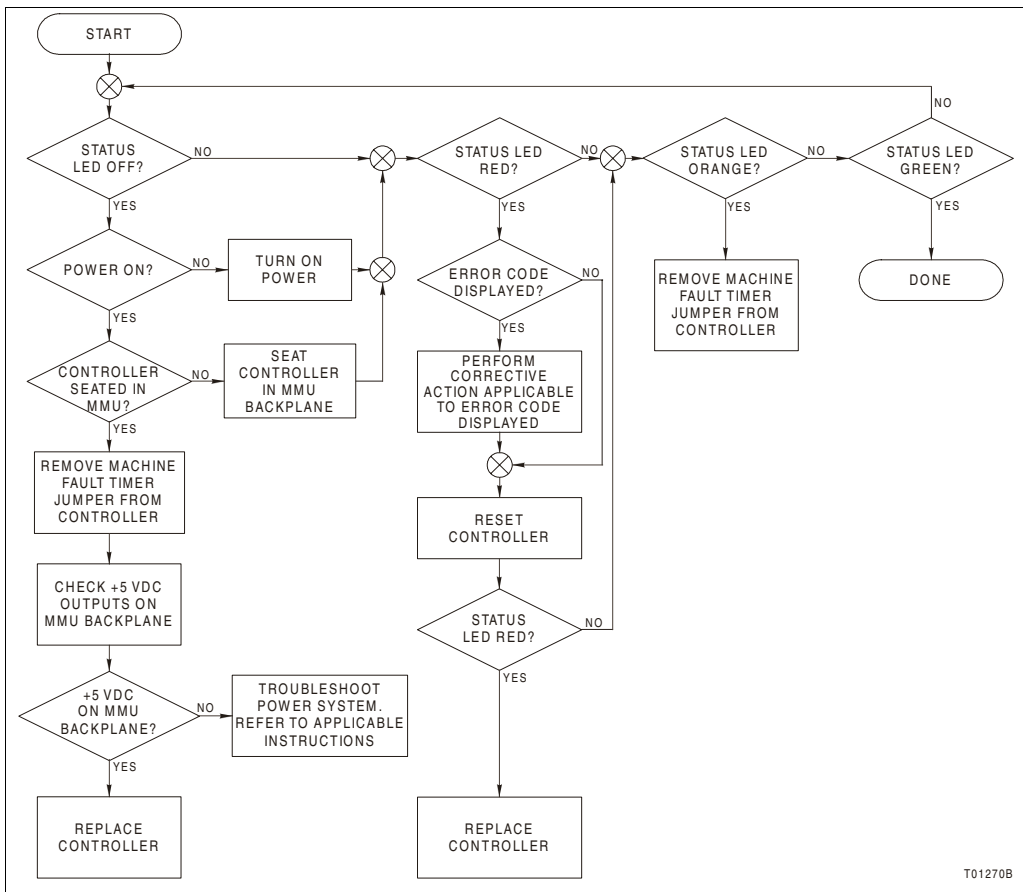 START
NO
STATUS
LED OFF?
NO
STATUS LED
RED?
NO
STATUS LED
ORANGE?
NO
STATUS LED
GREEN?
YES
YES
YES
YES
POWER ON?
NO
TURN ON
POWER
ERROR CODE
DISPLAYED?
NO
REMOVE MACHINE
FAULT TIMER
JUMPER FROM
CONTROLLER
DONE
YES
YES
CONTROLLER
SEATED IN
MMU?
NO
SEAT
CONTROLLER
IN MMU
BACKPLANE
PERFORM
CORRECTIVE
ACTION APPLICABLE
TO ERROR CODE
DISPLAYED
YES
REMOVE MACHINE
FAULT TIMER
JUMPER FROM
CONTROLLER
RESET
CONTROLLER
CHECK +5 VDC
OUTPUTS ON
MMU BACKPLANE
STATUS
LED RED?
NO
YES
+5 VDC
ON MMU
BACKPLANE?
NO
TROUBLESHOOT
POWER SYSTEM.
REFER TO APPLICABLE
INSTRUCTIONS
YES
REPLACE
CONTROLLER
REPLACE
CONTROLLER
T01270B